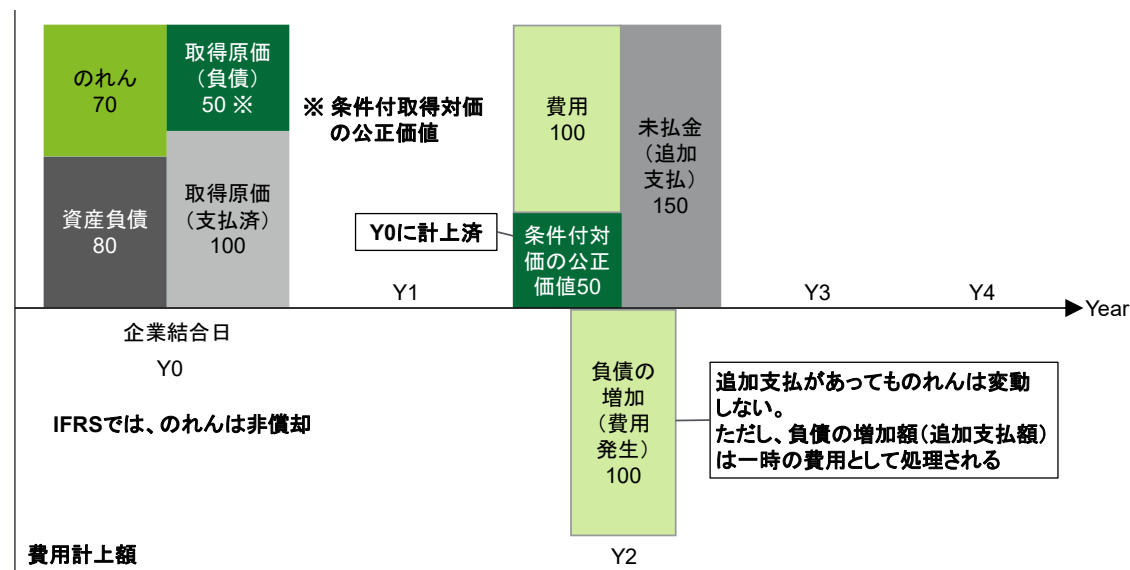 のれん
70
取得原価
（負債）
50 ※
※ 条件付取得対価
の公正価値
資産負債
80
取得原価
（支払済）
100
費用
100
未払金
（追加
支払）
150
Y0に計上済
条件付対
価の公正
価値50
Y1
Y3
Y4
Year
企業結合日
Y0
IFRSでは、のれんは非償却
負債の
増加
（費用
発生）
100
追加支払があってものれんは変動
しない。
ただし、負債の増加額（追加支払額）
は一時の費用として処理される
費用計上額
Y2